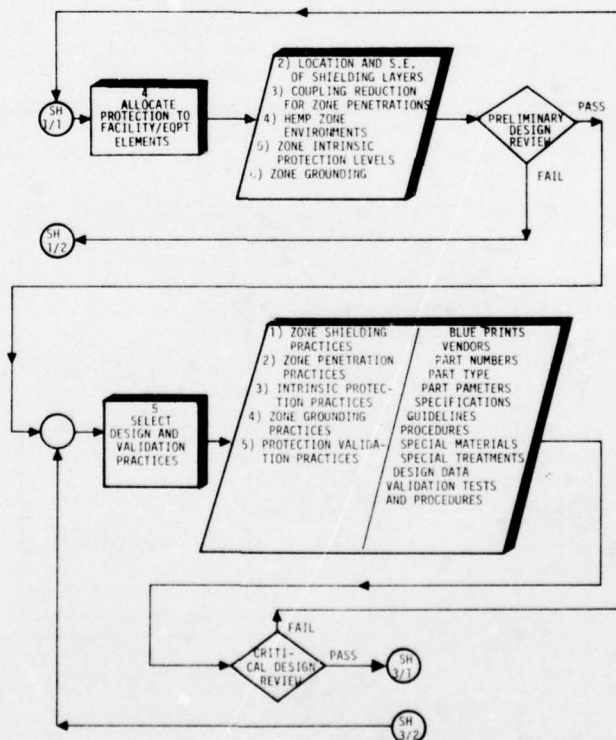 SH
1/1
4
ALLOCATE
PROTECTION TO
FACILITY/EQPT
ELEMENTS
2) LOCATION AND S.E.
OF SHIELDING LAYERS
3) COUPLING REDUCTION
FOR ZONE PENETRATIONS
4) HEMP ZONE
ENVIRONMENTS
5) ZONE INTRINSIC
PROTECTION LEVELS
) ZONE GROUNDING
PRELIMINARY
DESIGN
REVIEW
PASS
FAIL
SH
1/2
5
SELECT
DESIGN AND
VALIDATION
PRACTICES
1) ZONE SHIELDING
PRACTICES
2) ZONE PENETRATION
PRACTICES
3) INTRINSIC PROTEC-
TION PRACTICES
4) ZONE GROUNDING
PRACTICES
5) PROTECTION VALIDA-
TION PRACTICES
BLUE PRINTS
VENDORS
PART NUMBERS
PART TYPE
PART PAMETERS
SPECIFICATIONS
GUIDELINES
PROCEDURES
SPECIAL MATERIALS
SPECIAL TREATMENTS
DESIGN DATA
VALIDATION TESTS
AND PROCEDURES
FAIL
CRITI-
CAL DESIGN
REVIEW
PASS
SH
3/1
SH
3/2